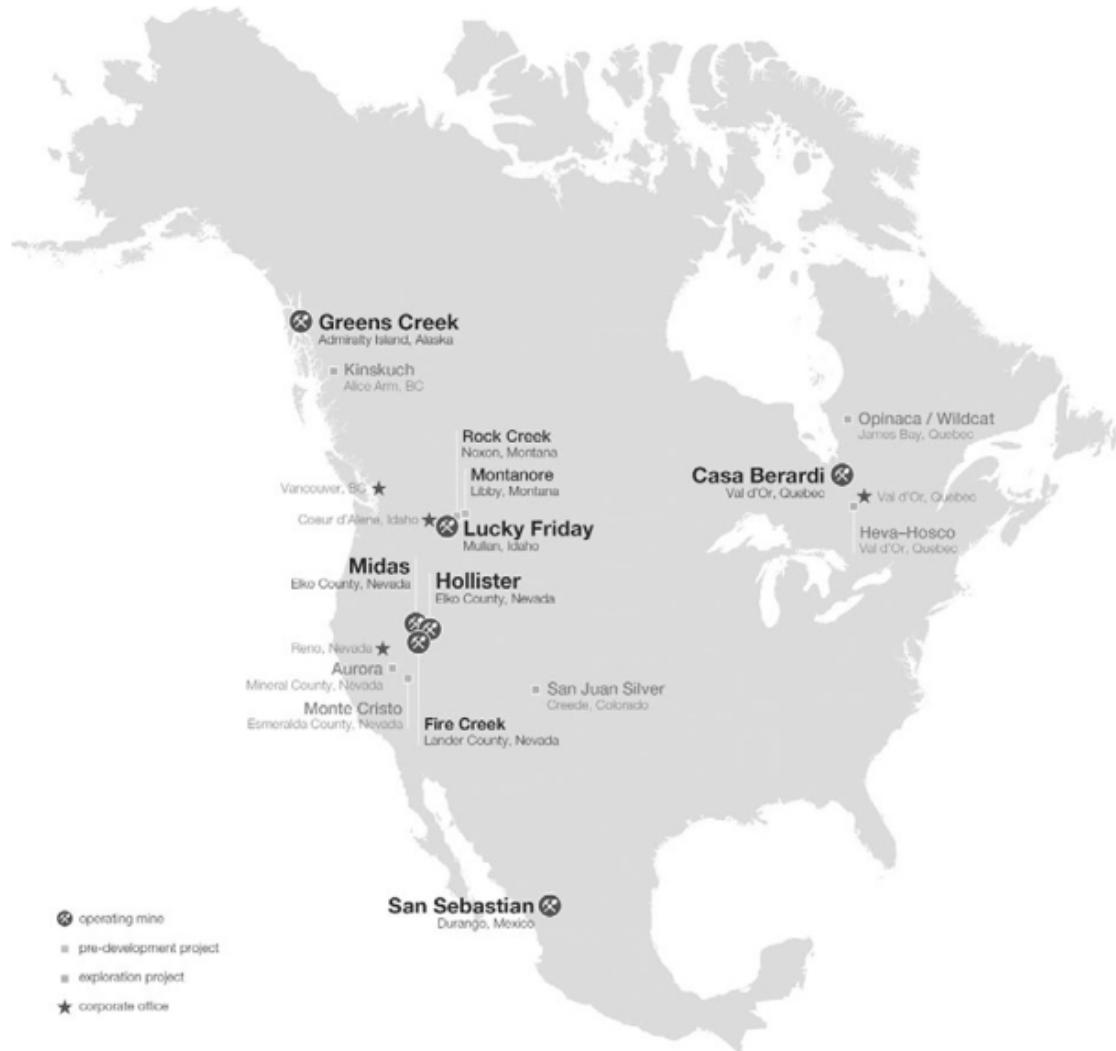 Greens Creek
Admiralty Island, Alaska
Kinskuch
Alice Arm, BC
Rock Creek
Noxon, Montana
Montanore
Libby, Montana
Vancouver, BC
Coeur d'Alene, Idaho
Lucky Friday
Mullan, Idaho
Opinaca / Wildcat
James Bay, Quebec
Casa Berardi
Val d'Or, Quebec
Val d'Or, Quebec
Heva–Hosco
Val d'Or, Quebec
Midas
Elko County, Nevada
Hollister
Elko County, Nevada
Reno, Nevada
Aurora
Mineral County, Nevada
Monte Cristo
Esmeralda County, Nevada
Fire Creek
Lander County, Nevada
San Juan Silver
Creede, Colorado
San Sebastian
Durango, Mexico
operating mine
pre-development project
exploration project
corporate office